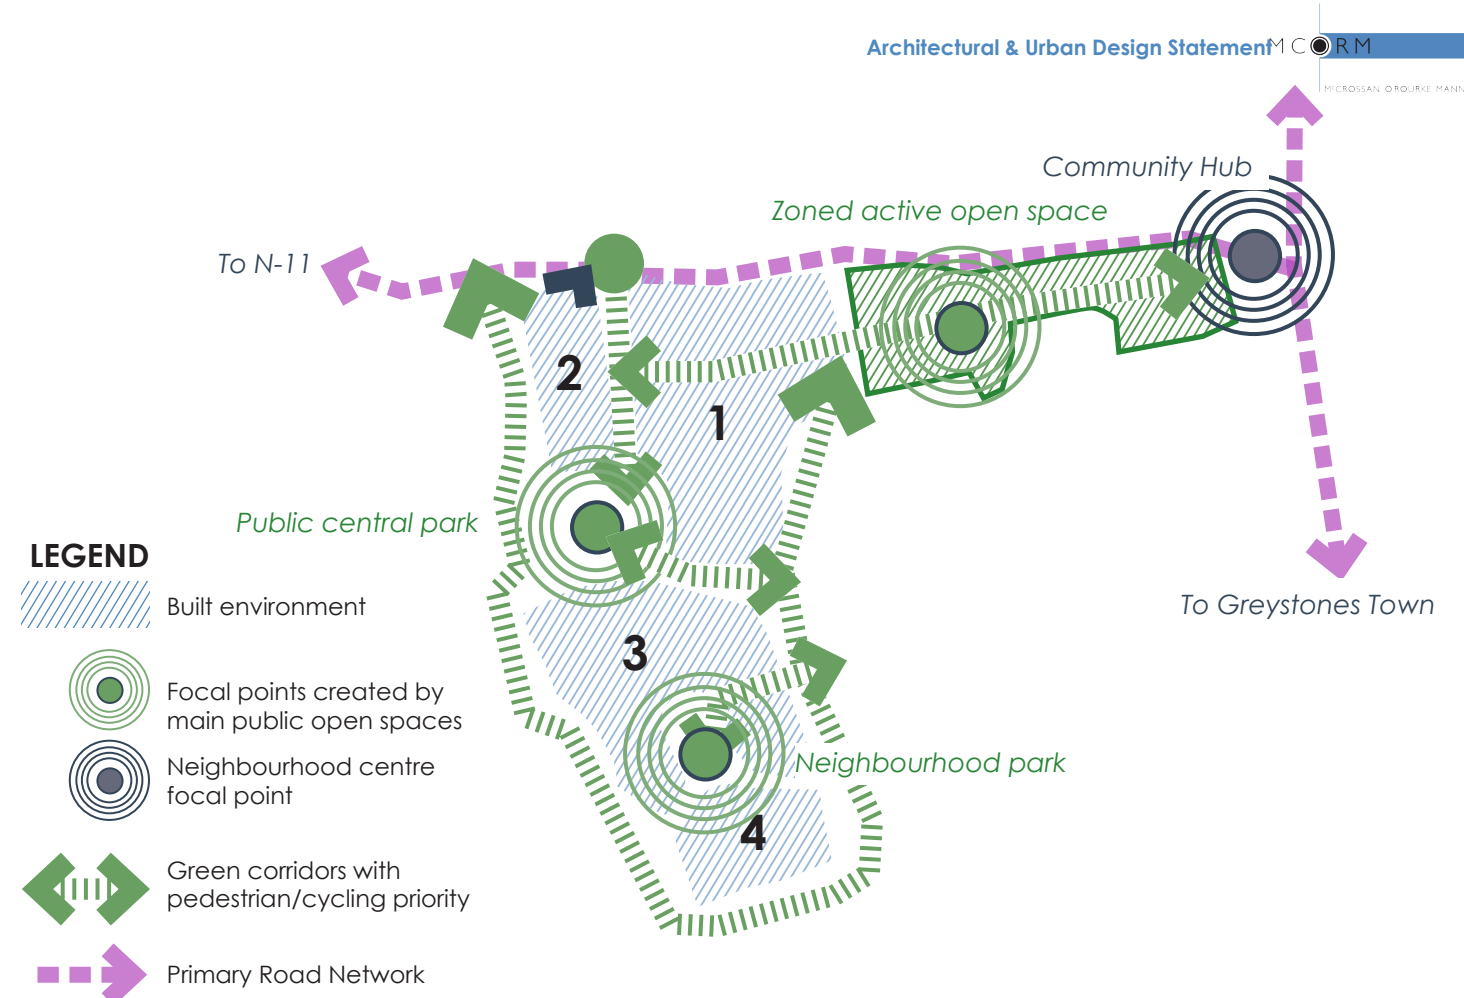 Architectural & Urban Design Statement
MCORM
MCCROSSAN O'ROURKE MANN
Community Hub
Zoned active open space
To N-11
2
1
Public central park
LEGEND
Built environment
To Greystones Town
3
Focal points created by
main public open spaces
Neighbourhood centre
focal point
Neighbourhood park
4
Green corridors with
pedestrian/cycling priority
Primary Road Network